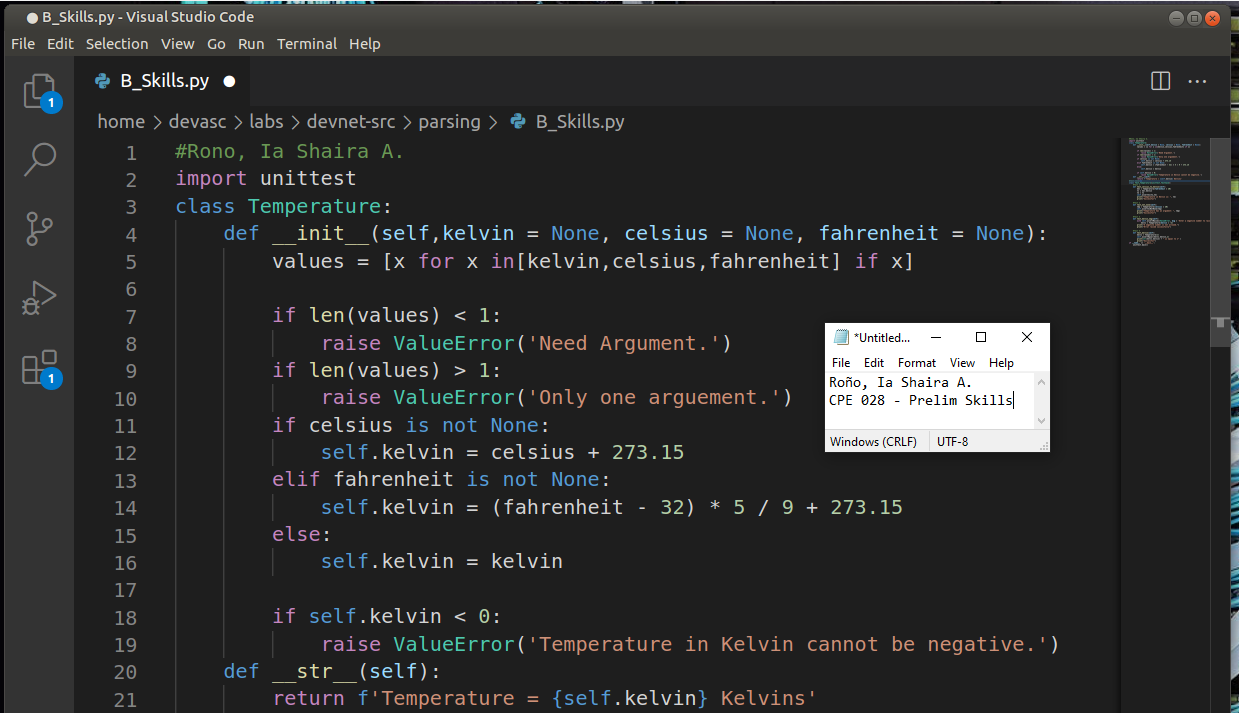 B_Skills.py - Visual Studio Code
File Edit Selection View Go Run Terminal Help
B_Skills.py
home > devasc > labs > devnet-src > parsing > B_Skills.py
1 #Rono, Ia Shaira A.
2 import unittest
3 class Temperature:
4     def __init__(self,kelvin = None, celsius = None, fahrenheit = None):
5         values = [x for x in[kelvin,celsius,fahrenheit] if x]
6
7         if len(values) < 1:
8             raise ValueError('Need Argument.')
9         if len(values) > 1:
10             raise ValueError('Only one arguement.')
11         if celsius is not None:
12             self.kelvin = celsius + 273.15
13         elif fahrenheit is not None:
14             self.kelvin = (fahrenheit - 32) * 5 / 9 + 273.15
15         else:
16             self.kelvin = kelvin
17
18         if self.kelvin < 0:
19             raise ValueError('Temperature in Kelvin cannot be negative.')
20     def __str__(self):
21         return f'Temperature = {self.kelvin} Kelvins'
1
1
*Untitled...
File Edit Format View Help
Roño, Ia Shaira A.
CPE 028 - Prelim Skills
Windows (CRLF) UTF-8